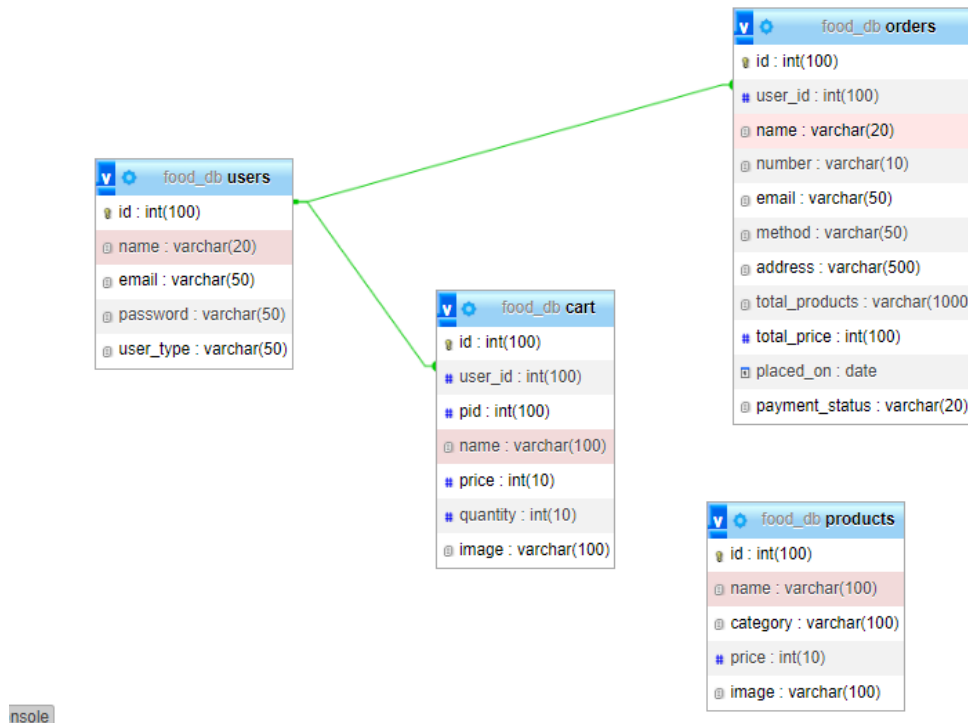 food_db users
id : int(100)
name : varchar(20)
email : varchar(50)
password : varchar(50)
user_type : varchar(50)
food_db cart
id : int(100)
user_id : int(100)
pid : int(100)
name : varchar(100)
price : int(10)
quantity : int(10)
image : varchar(100)
food_db orders
id : int(100)
user_id : int(100)
name : varchar(20)
number : varchar(10)
email : varchar(50)
method : varchar(50)
address : varchar(500)
total_products : varchar(1000
total_price : int(100)
placed_on : date
payment_status : varchar(20)
food_db products
id : int(100)
name : varchar(100)
category : varchar(100)
price : int(10)
image : varchar(100)
nsole